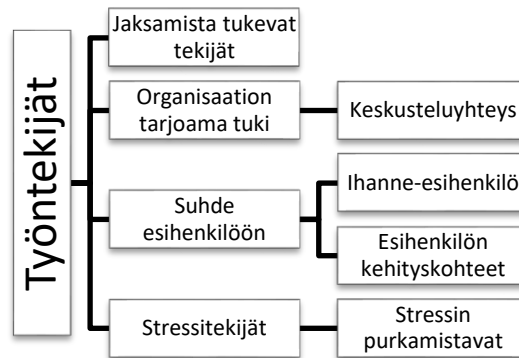 Työntekijät
Jaksamista tukevat
tekijät
Organisaation
tarjoama tuki
Keskusteluyhteys
Suhde
esihenkilöön
Ihanne-esihenkilö
Esihenkilön
kehityskohteet
Stressitekijät
Stressin
purkamistavat